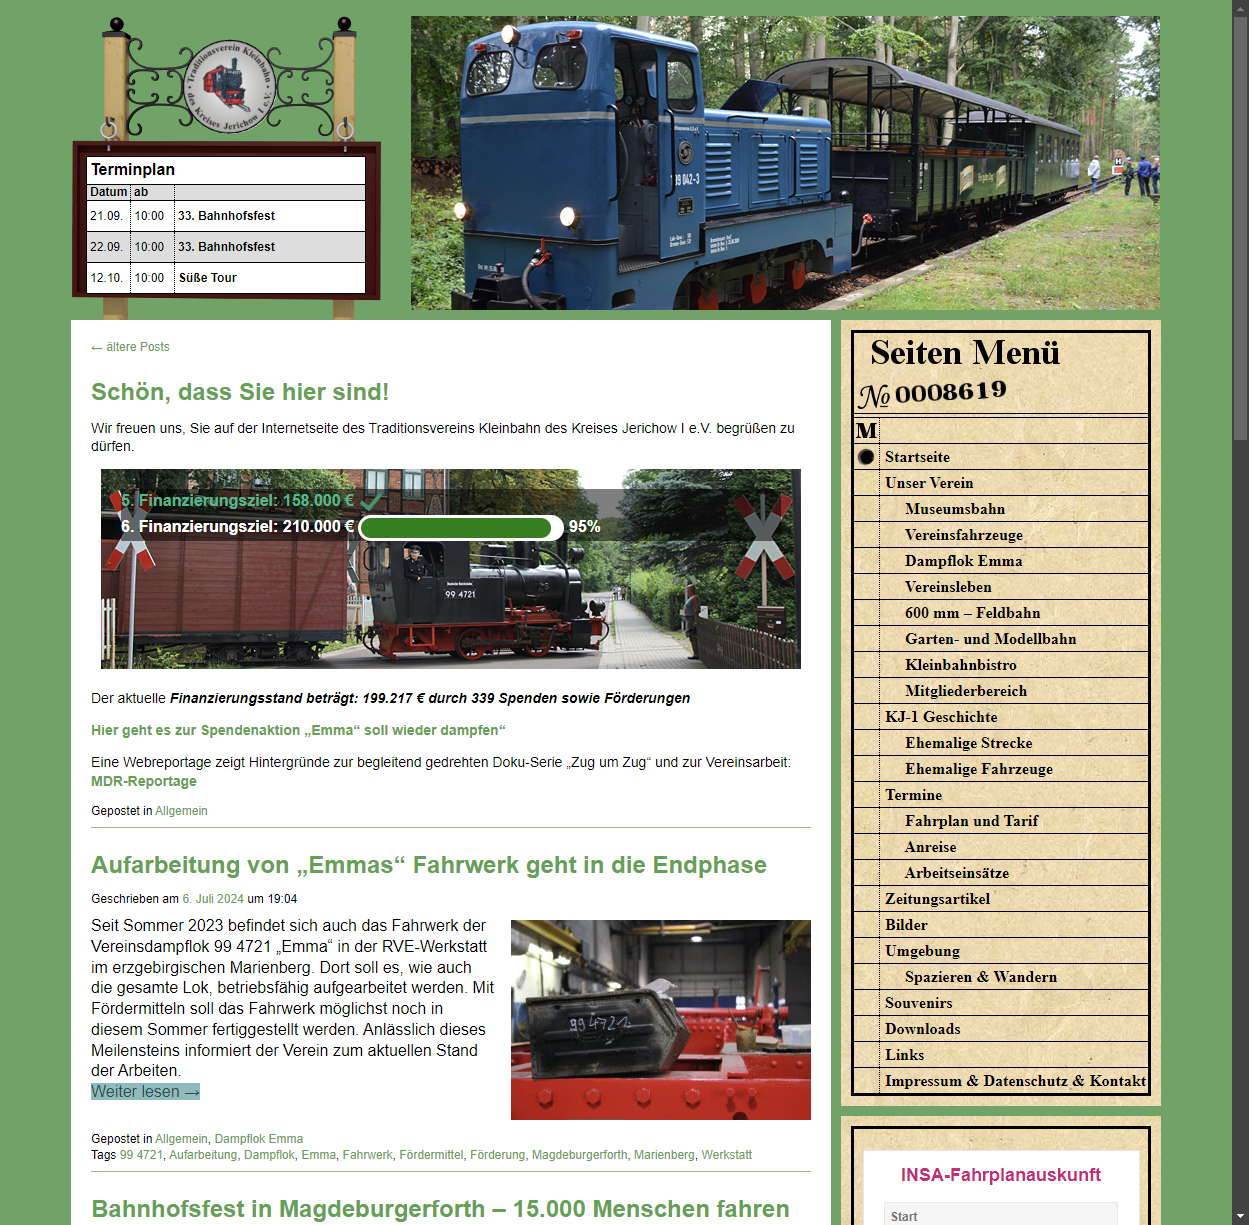 Traditionsverein Kleinbahn
des Kreises Jerichow I e.V.
Terminplan
Datum ab
21.09. 10:00 33. Bahnhofsfest
22.09. 10:00 33. Bahnhofsfest
12.10. 10:00 Süße Tour
199 042-3
← ältere Posts
Schön, dass Sie hier sind!
Wir freuen uns, Sie auf der Internetseite des Traditionsvereins Kleinbahn des Kreises Jerichow I e.V. begrüßen zu
dürfen.
5. Finanzierungsziel: 158.000 €
6. Finanzierungsziel: 210.000 € 95%
99 4721
Der aktuelle Finanzierungsstand beträgt: 199.217 € durch 339 Spenden sowie Förderungen
Hier geht es zur Spendenaktion „Emma“ soll wieder dampfen“
Eine Webreportage zeigt Hintergründe zur begleitend gedrehten Doku-Serie „Zug um Zug“ und zur Vereinsarbeit:
MDR-Reportage
Gepostet in Allgemein
Aufarbeitung von „Emmas“ Fahrwerk geht in die Endphase
Geschrieben am 6. Juli 2024 um 19:04
Seit Sommer 2023 befindet sich auch das Fahrwerk der
Vereinsdampflok 99 4721 „Emma“ in der RVE-Werkstatt
im erzgebirgischen Marienberg. Dort soll es, wie auch
die gesamte Lok, betriebsfähig aufgearbeitet werden. Mit
Fördermitteln soll das Fahrwerk möglichst noch in
diesem Sommer fertiggestellt werden. Anlässlich dieses
Meilensteins informiert der Verein zum aktuellen Stand
der Arbeiten.
Weiter lesen →
99 4721
Gepostet in Allgemein, Dampflok Emma
Tags 99 4721, Aufarbeitung, Dampflok, Emma, Fahrwerk, Fördermittel, Förderung, Magdeburgerforth, Marienberg, Werkstatt
Bahnhofsfest in Magdeburgerforth – 15.000 Menschen fahren
Seiten Menü
№ 0008619
M
Startseite
Unser Verein
Museumsbahn
Vereinsfahrzeuge
Dampflok Emma
Vereinsleben
600 mm – Feldbahn
Garten- und Modellbahn
Kleinbahnbistro
Mitgliederbereich
KJ-1 Geschichte
Ehemalige Strecke
Ehemalige Fahrzeuge
Termine
Fahrplan und Tarif
Anreise
Arbeitseinsätze
Zeitungsartikel
Bilder
Umgebung
Spazieren & Wandern
Souvenirs
Downloads
Links
Impressum & Datenschutz & Kontakt
INSA-Fahrplanauskunft
Start